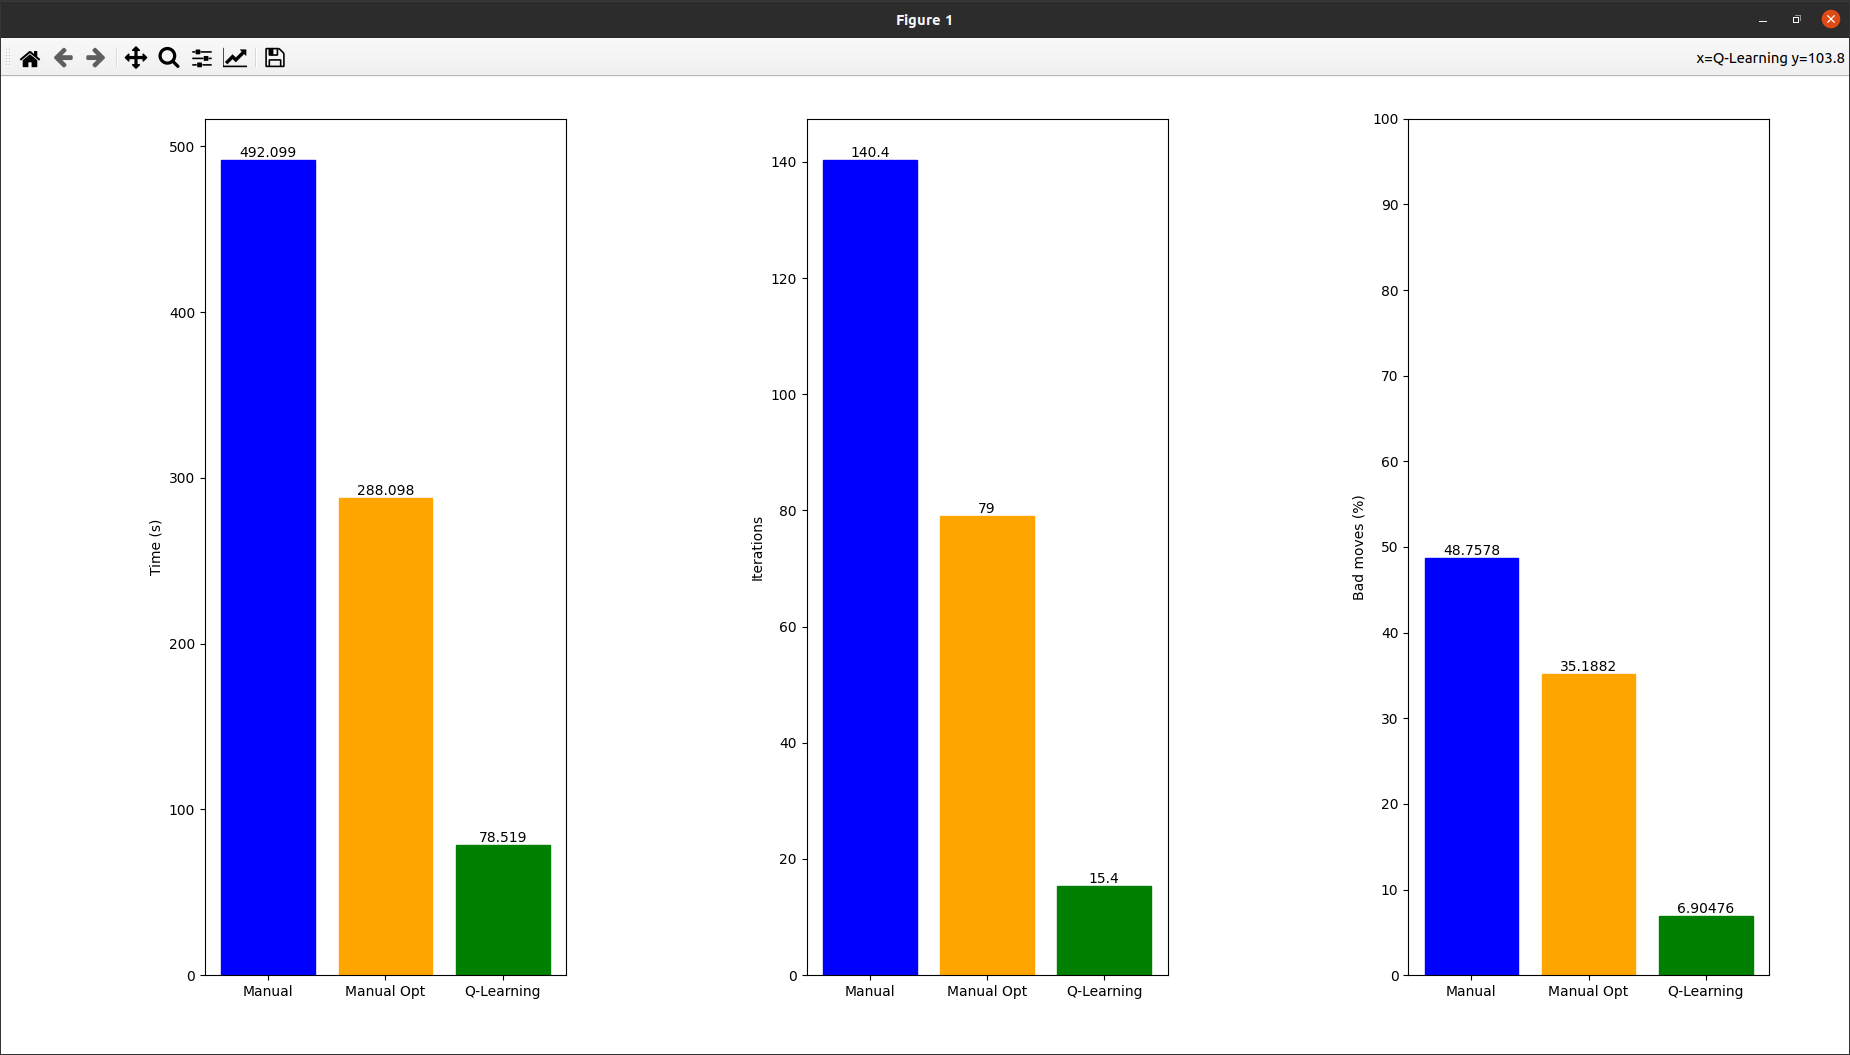 Figure 1
x=Q-Learning y=103.8
Time (s)
500
400
300
200
100
0
492.099
288.098
78.519
Manual
Manual Opt
Q-Learning
Iterations
140
120
100
80
60
40
20
0
140.4
79
15.4
Manual
Manual Opt
Q-Learning
Bad moves (%)
100
90
80
70
60
50
40
30
20
10
0
48.7578
35.1882
6.90476
Manual
Manual Opt
Q-Learning